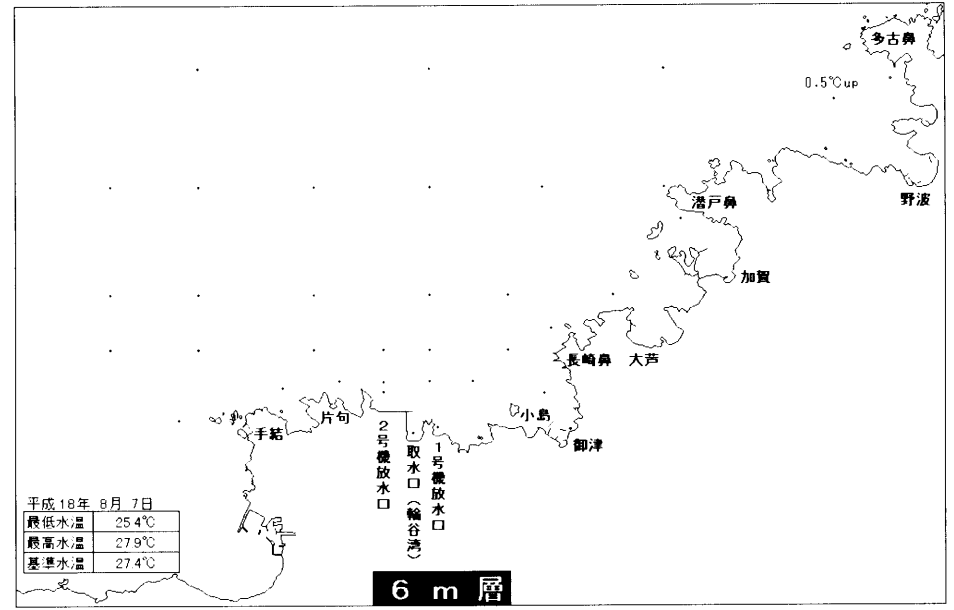 多古鼻
0.5℃up
野波
潜戸鼻
加賀
長崎鼻
大芦
小島
片句
手結
御津
2号機放水口
取水口(輪谷湾)
1号機放水口
平成18年 8月 7日
最低水温 25.4℃
最高水温 27.9℃
基準水温 27.4℃
6 m 層